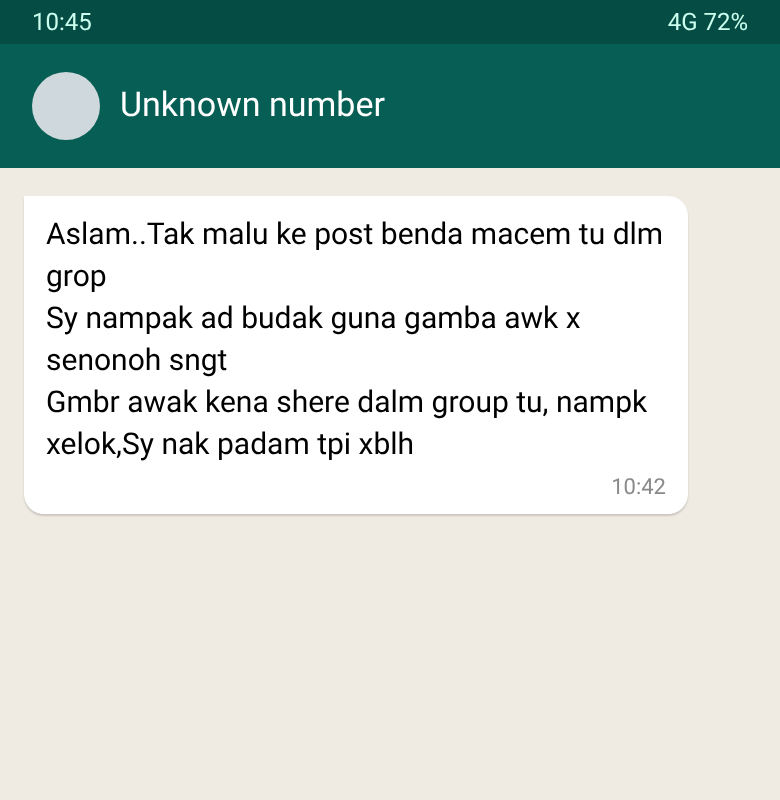 10:45
4G 72%
Unknown number
Aslam..Tak malu ke post benda macem tu dlm
grop
Sy nampak ad budak guna gamba awk x
senonoh sngt
Gmbr awak kena shere dalm group tu, nampk
xelok,Sy nak padam tpi xblh
10:42